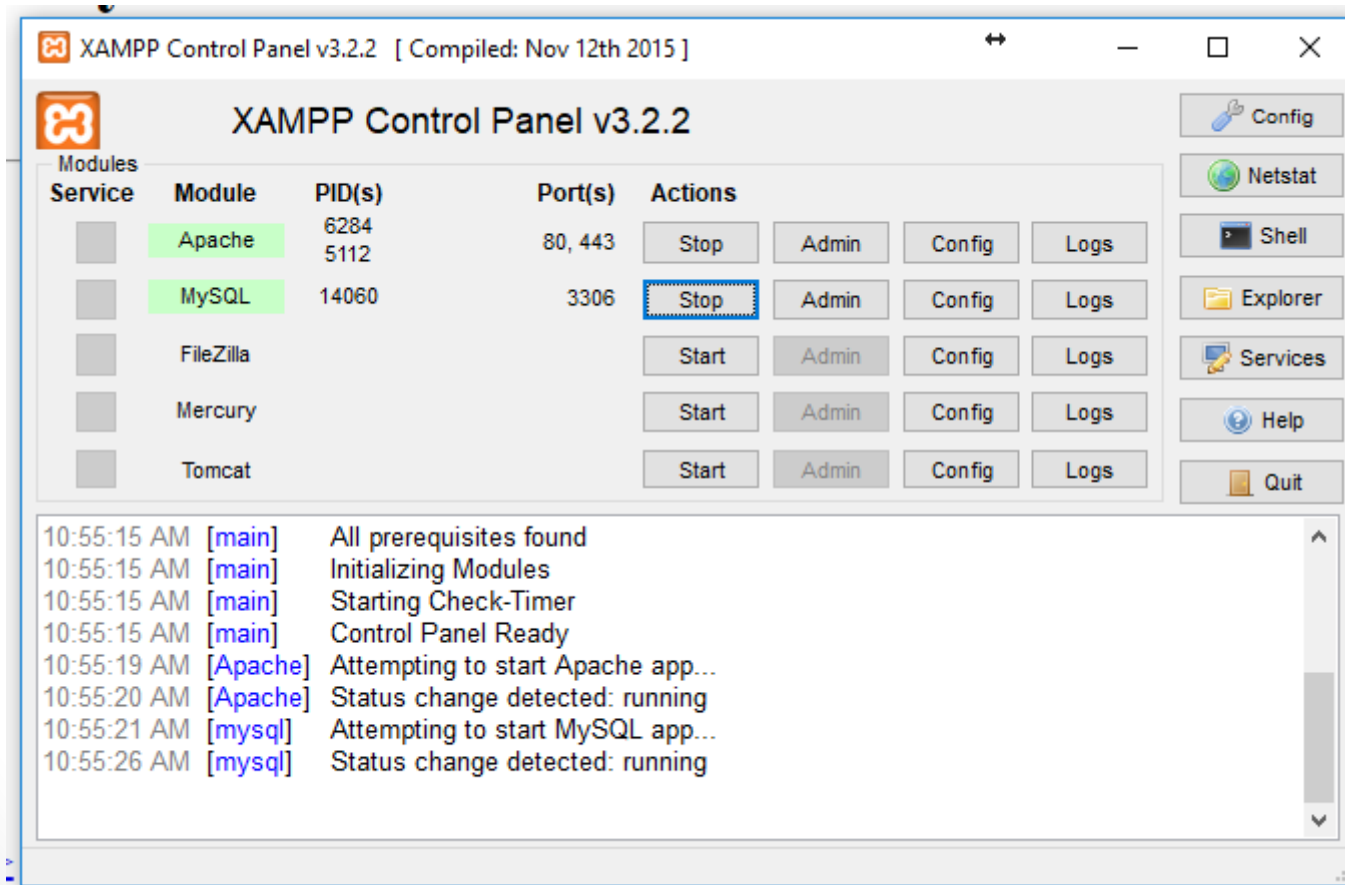 XAMPP Control Panel v3.2.2 [ Compiled: Nov 12th 2015 ]
XAMPP Control Panel v3.2.2
Config
Modules
Service Module PID(s) Port(s) Actions
Netstat
Apache 6284 5112 80, 443 Stop Admin Config Logs
Shell
MySQL 14060 3306 Stop Admin Config Logs
Explorer
FileZilla Start Admin Config Logs
Services
Mercury Start Admin Config Logs
Help
Tomcat Start Admin Config Logs
Quit
10:55:15 AM [main] All prerequisites found
10:55:15 AM [main] Initializing Modules
10:55:15 AM [main] Starting Check-Timer
10:55:15 AM [main] Control Panel Ready
10:55:19 AM [Apache] Attempting to start Apache app...
10:55:20 AM [Apache] Status change detected: running
10:55:21 AM [mysql] Attempting to start MySQL app...
10:55:26 AM [mysql] Status change detected: running